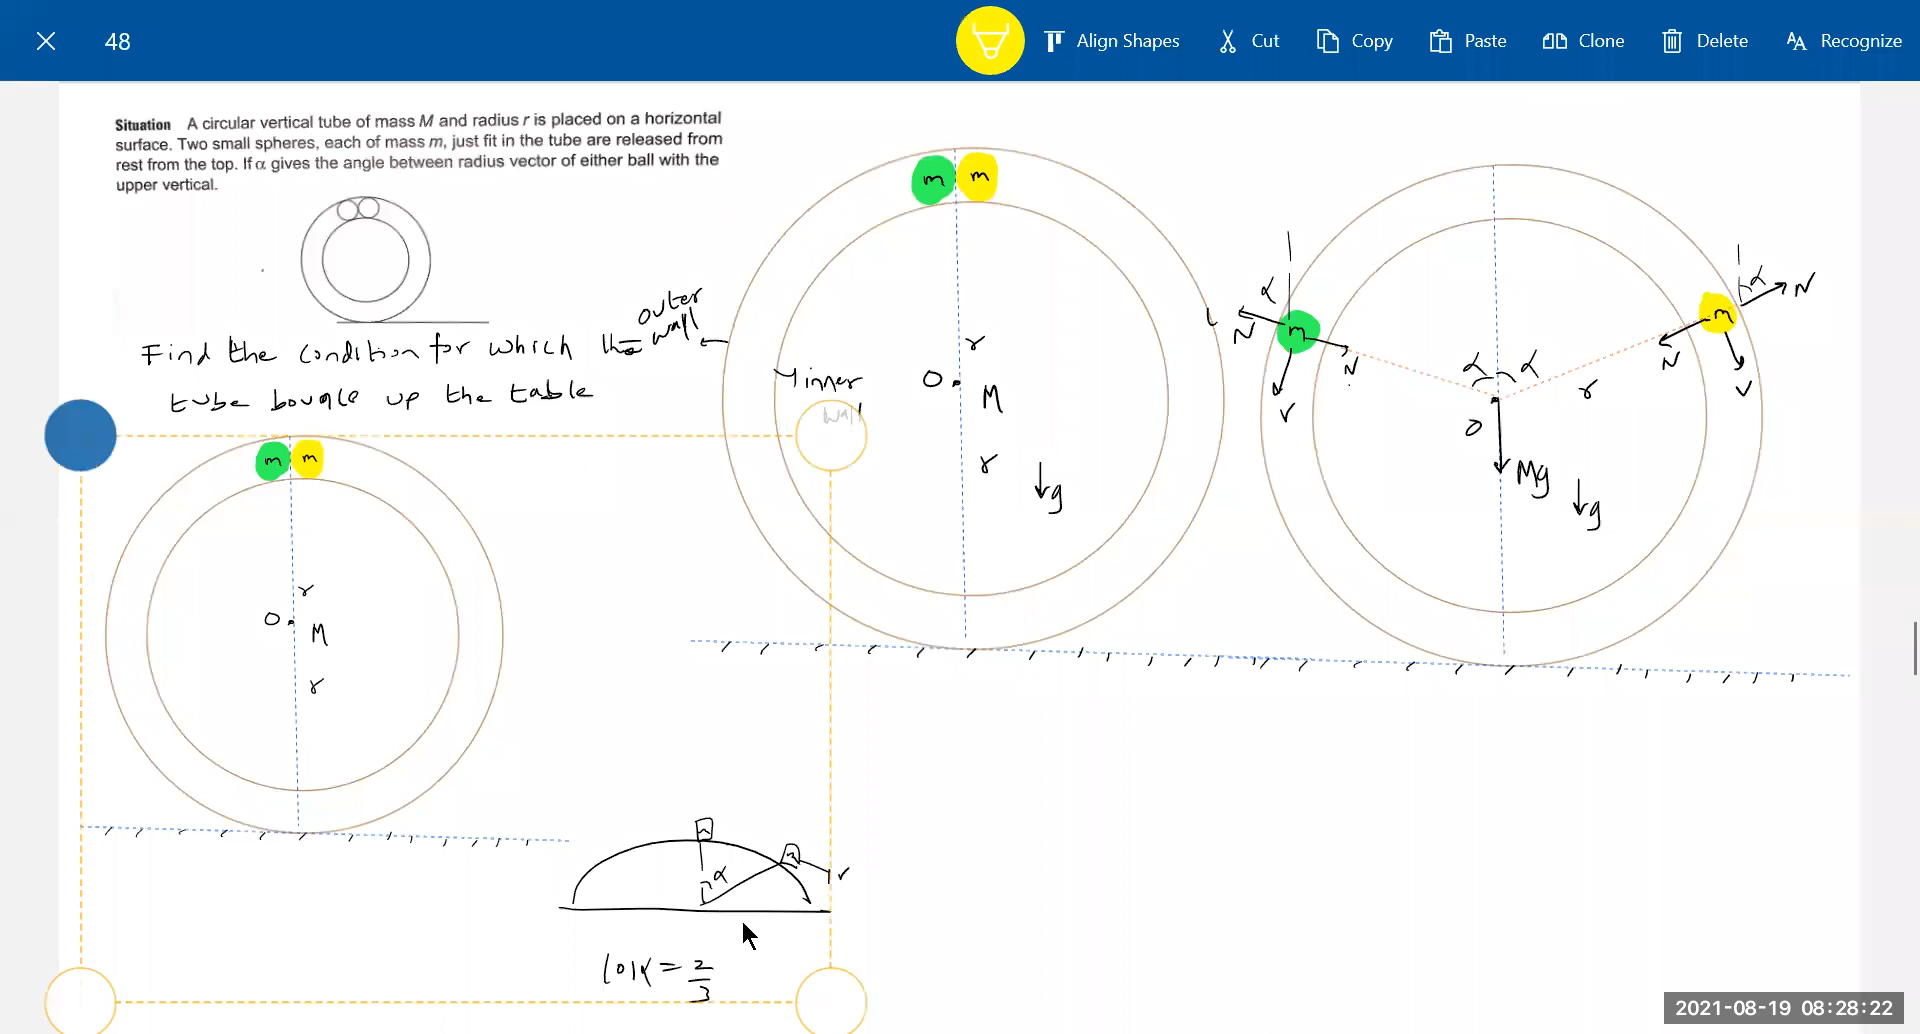 48
Align Shapes
Cut
Copy
Paste
Clone
Delete
Recognize
Situation A circular vertical tube of mass M and radius r is placed on a horizontal
surface. Two small spheres, each of mass m, just fit in the tube are released from
rest from the top. If α gives the angle between radius vector of either ball with the
upper vertical.
Find the condition for which the
tube up the table
outer
wall
inner
wall
m m
r
O
M
r
↓g
α
N
m
N
v
α α
r
O
Mg
↓g
α
N
m
N
v
m m
r
O
M
r
α
v
= 2
3
2021-08-19 08:28:22